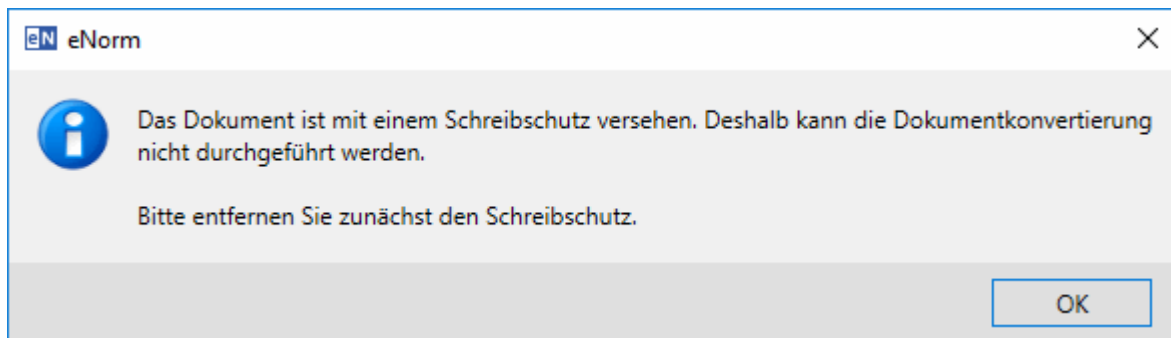 eN eNorm
Das Dokument ist mit einem Schreibschutz versehen. Deshalb kann die Dokumentkonvertierung
nicht durchgeführt werden.
Bitte entfernen Sie zunächst den Schreibschutz.
OK